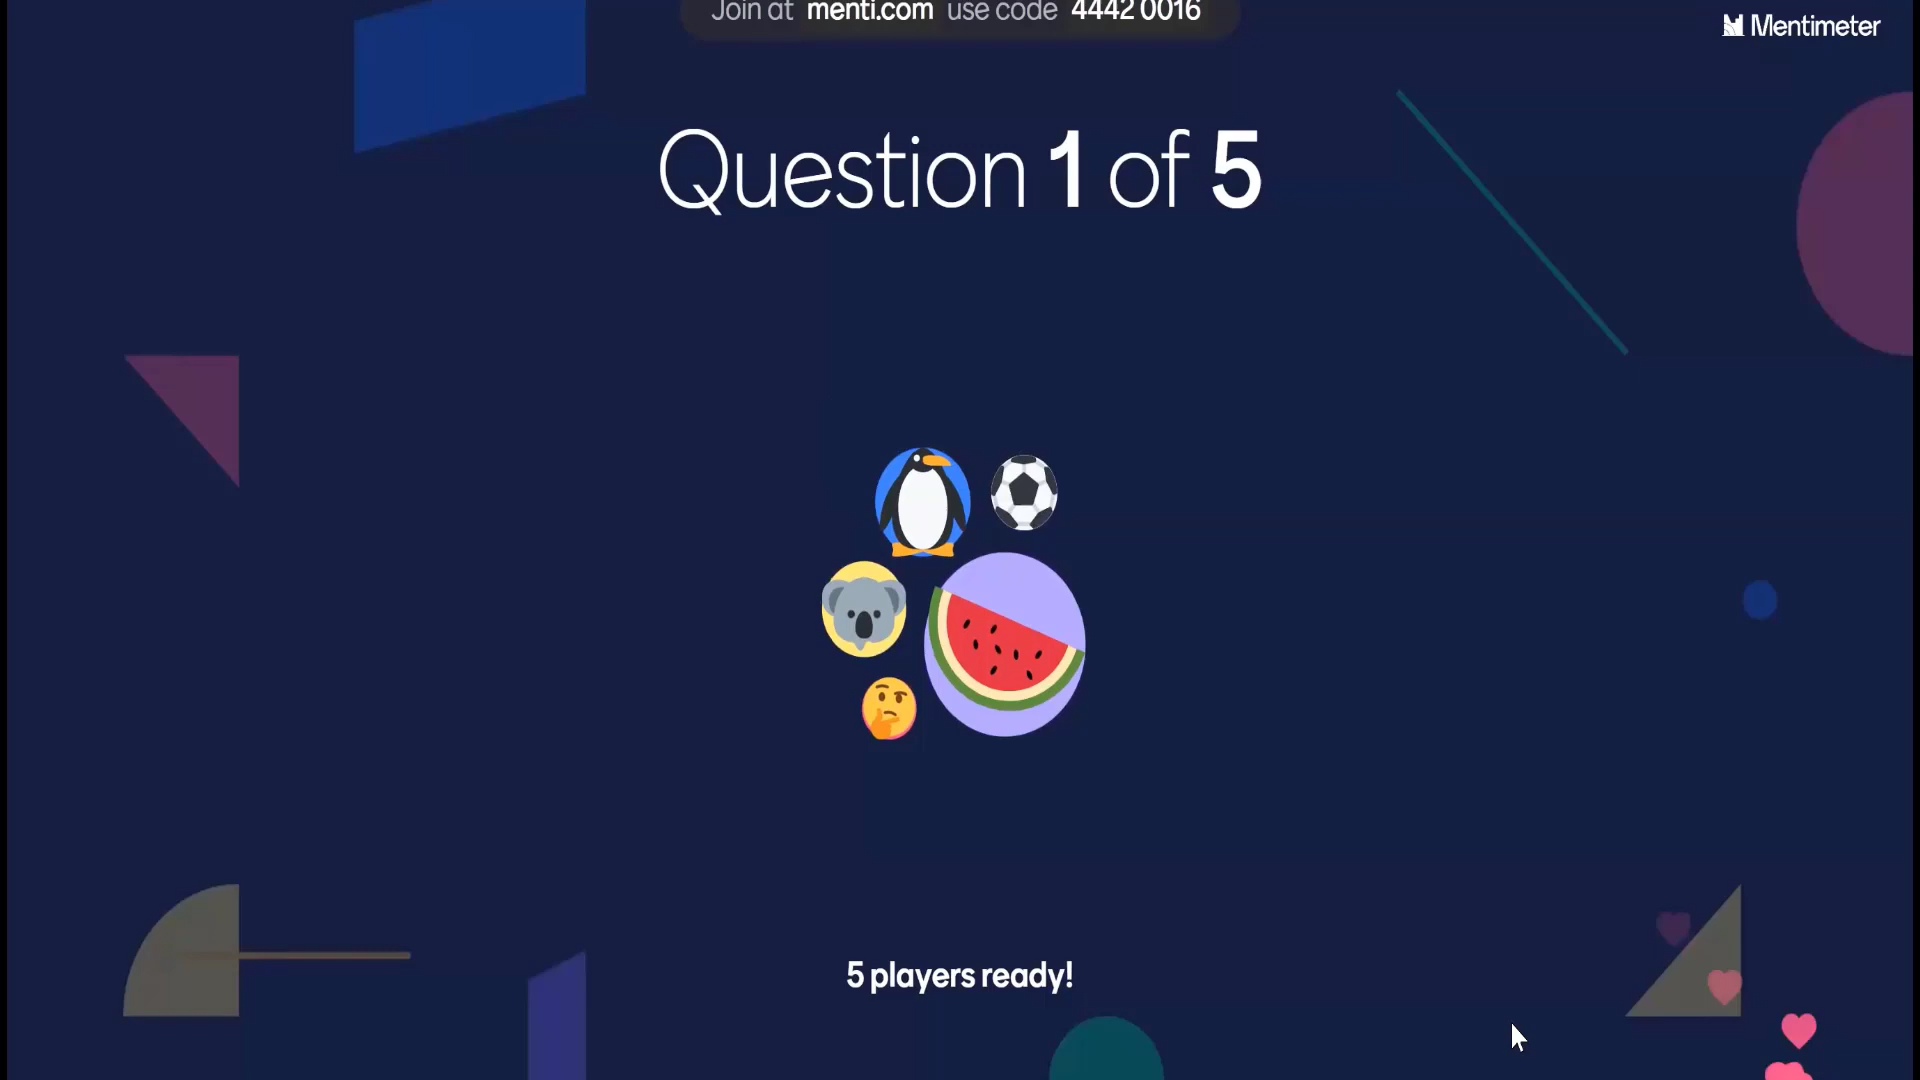 Join at menti.com use code 4442 0016
Mentimeter
Question 1 of 5
5 players ready!